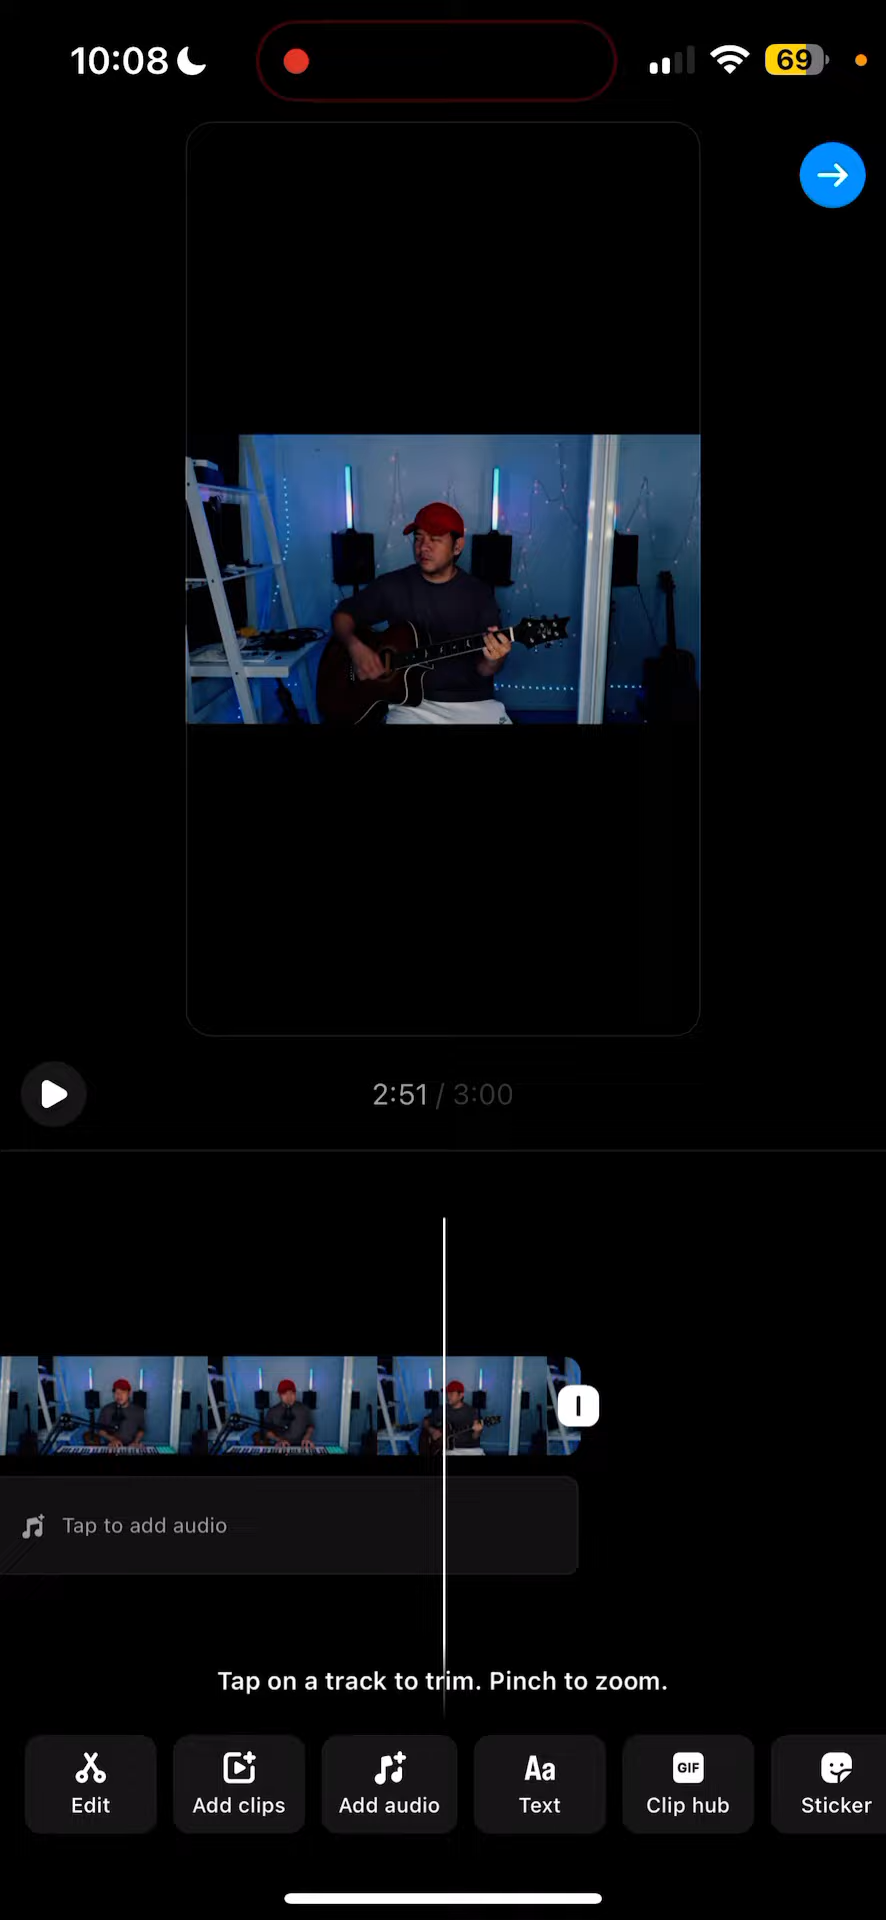 10:08
69
2:51 / 3:00
Tap to add audio
Tap on a track to trim. Pinch to zoom.
Aa
GIF
Edit
Add clips
Add audio
Text
Clip hub
Sticker